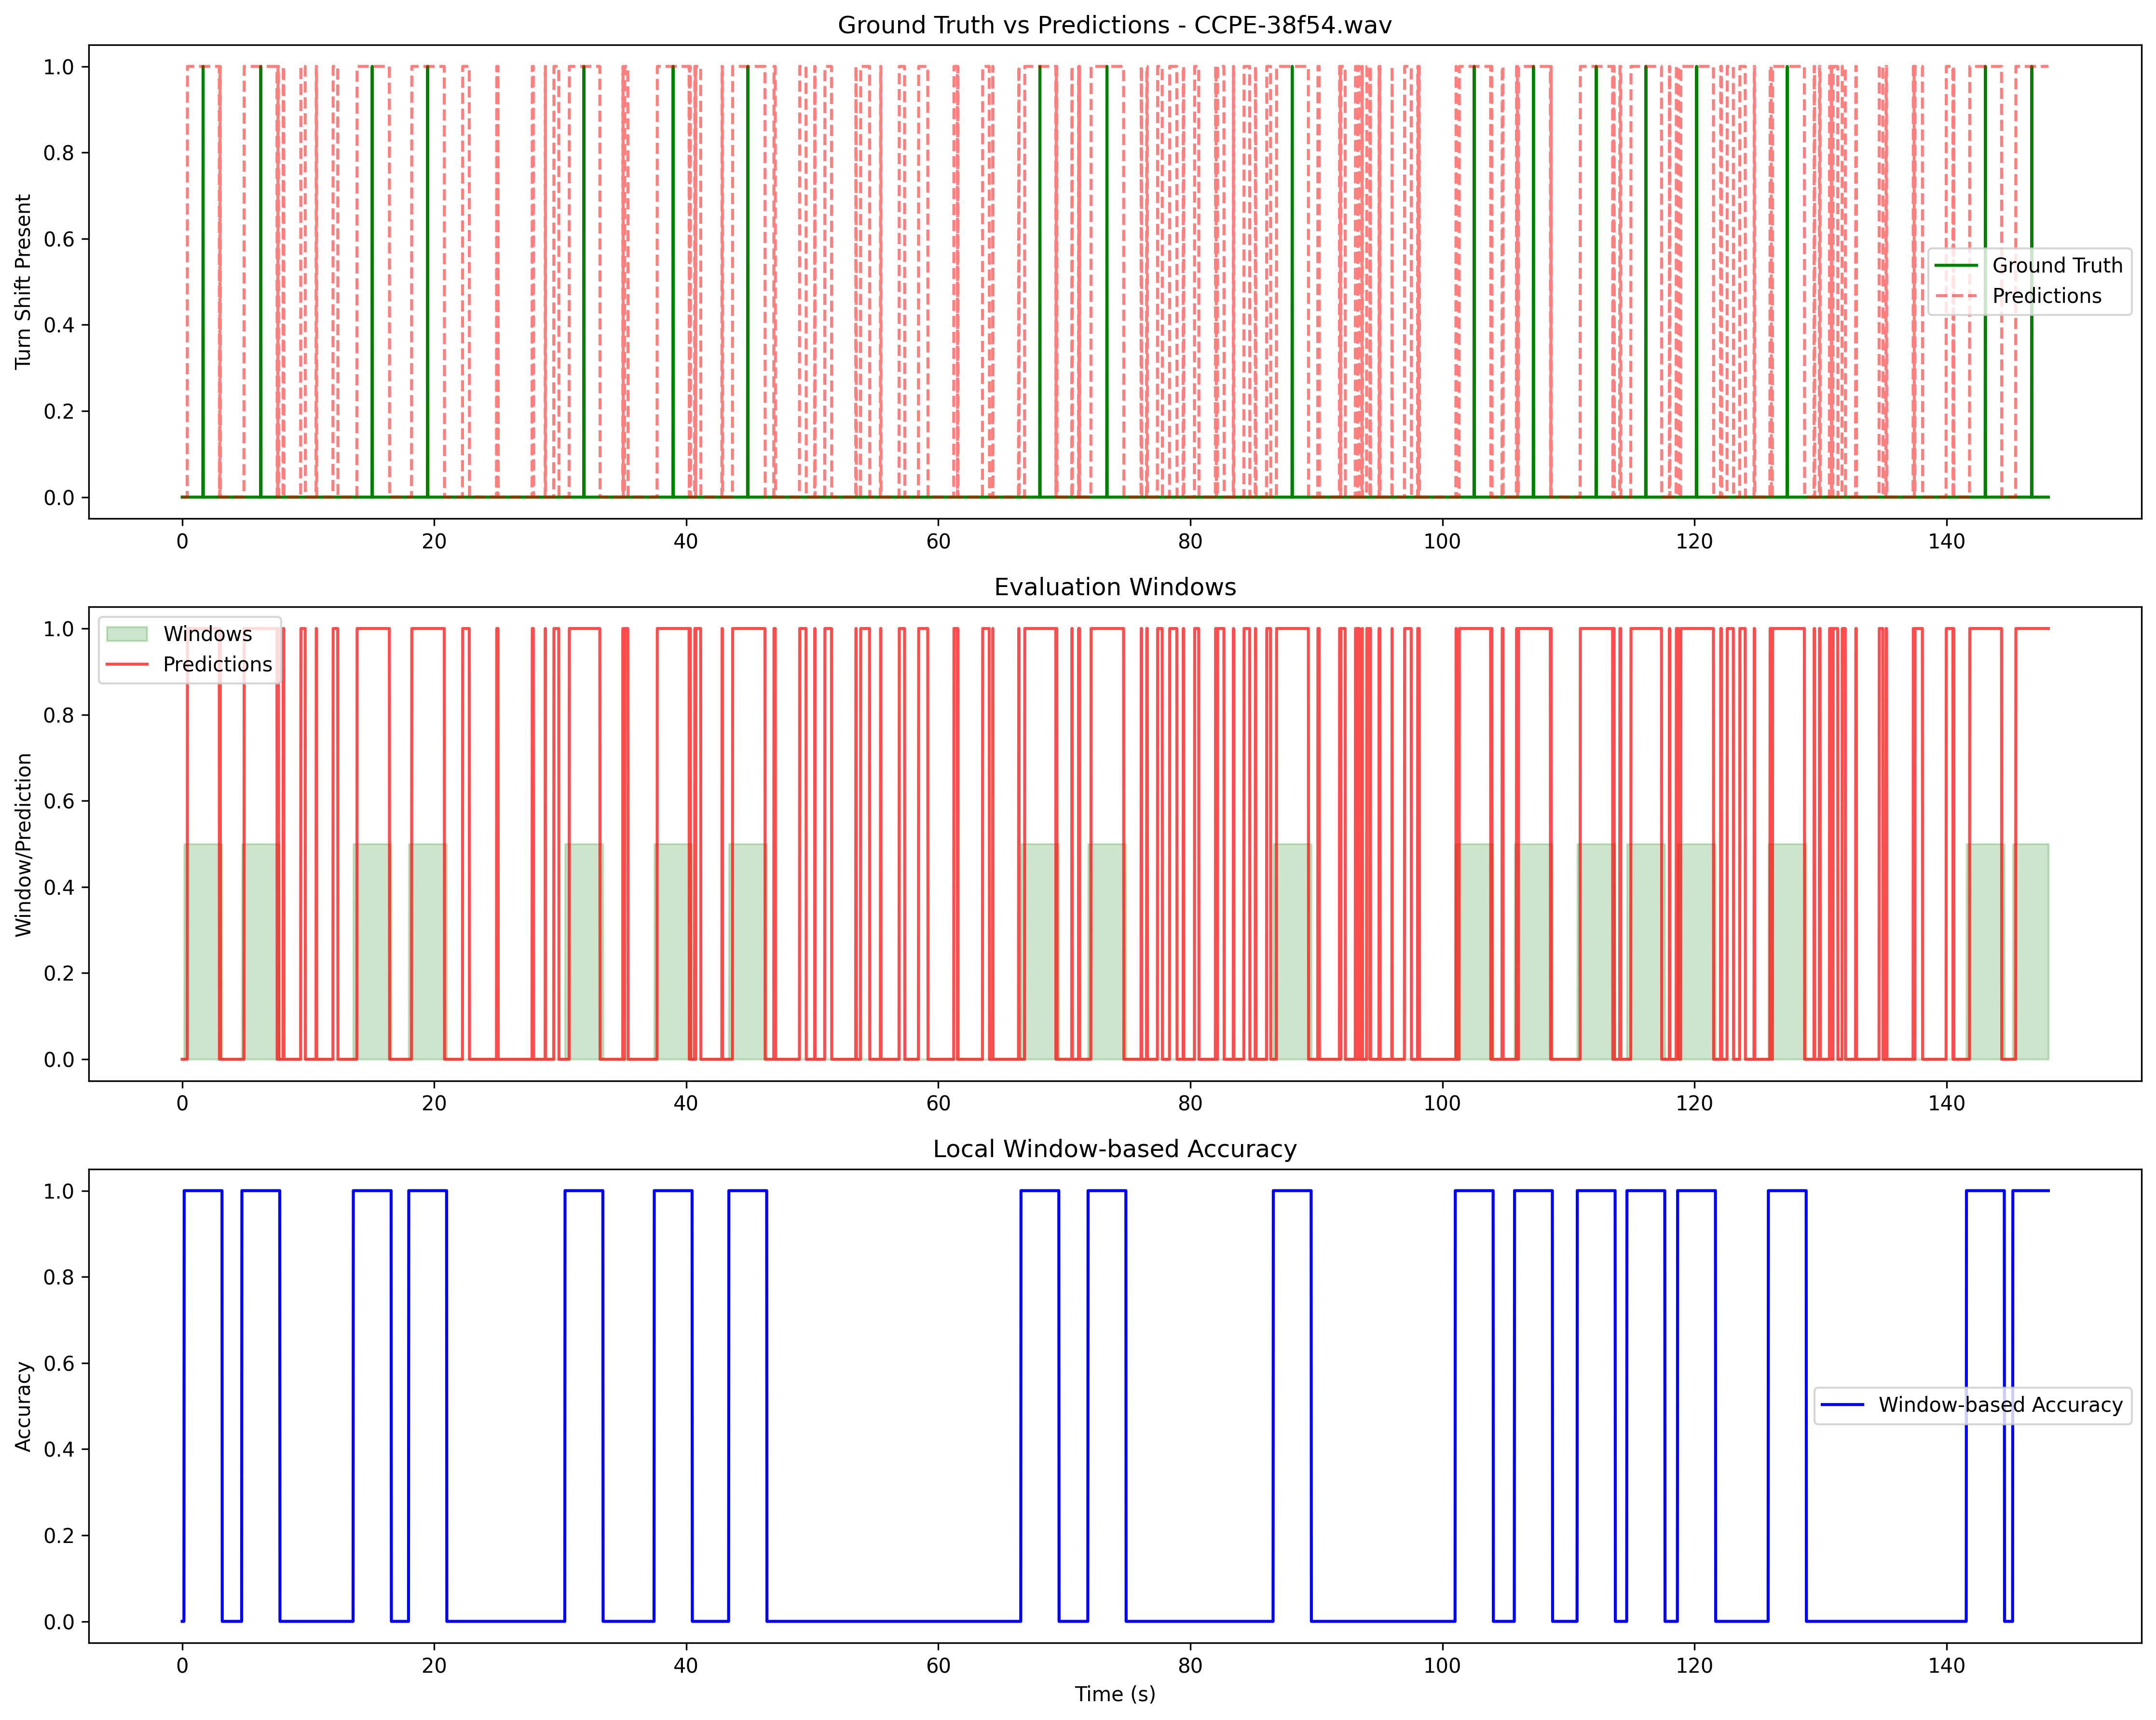 Ground Truth vs Predictions - CCPE-38f54.wav
1.0
0.8
0.6
0.4
0.2
0.0
Turn Shift Present
Ground Truth
Predictions
0 20 40 60 80 100 120 140
Evaluation Windows
1.0
0.8
0.6
0.4
0.2
0.0
Window/Prediction
Windows
Predictions
0 20 40 60 80 100 120 140
Local Window-based Accuracy
1.0
0.8
0.6
0.4
0.2
0.0
Accuracy
Window-based Accuracy
0 20 40 60 80 100 120 140
Time (s)